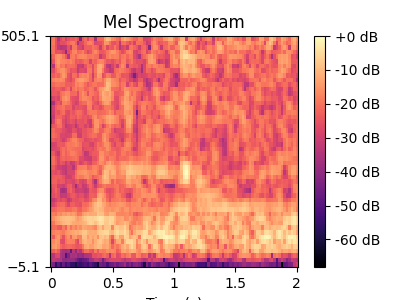 Mel Spectrogram
505.1
−5.1
0
0.5
1
1.5
2
+0 dB
-10 dB
-20 dB
-30 dB
-40 dB
-50 dB
-60 dB